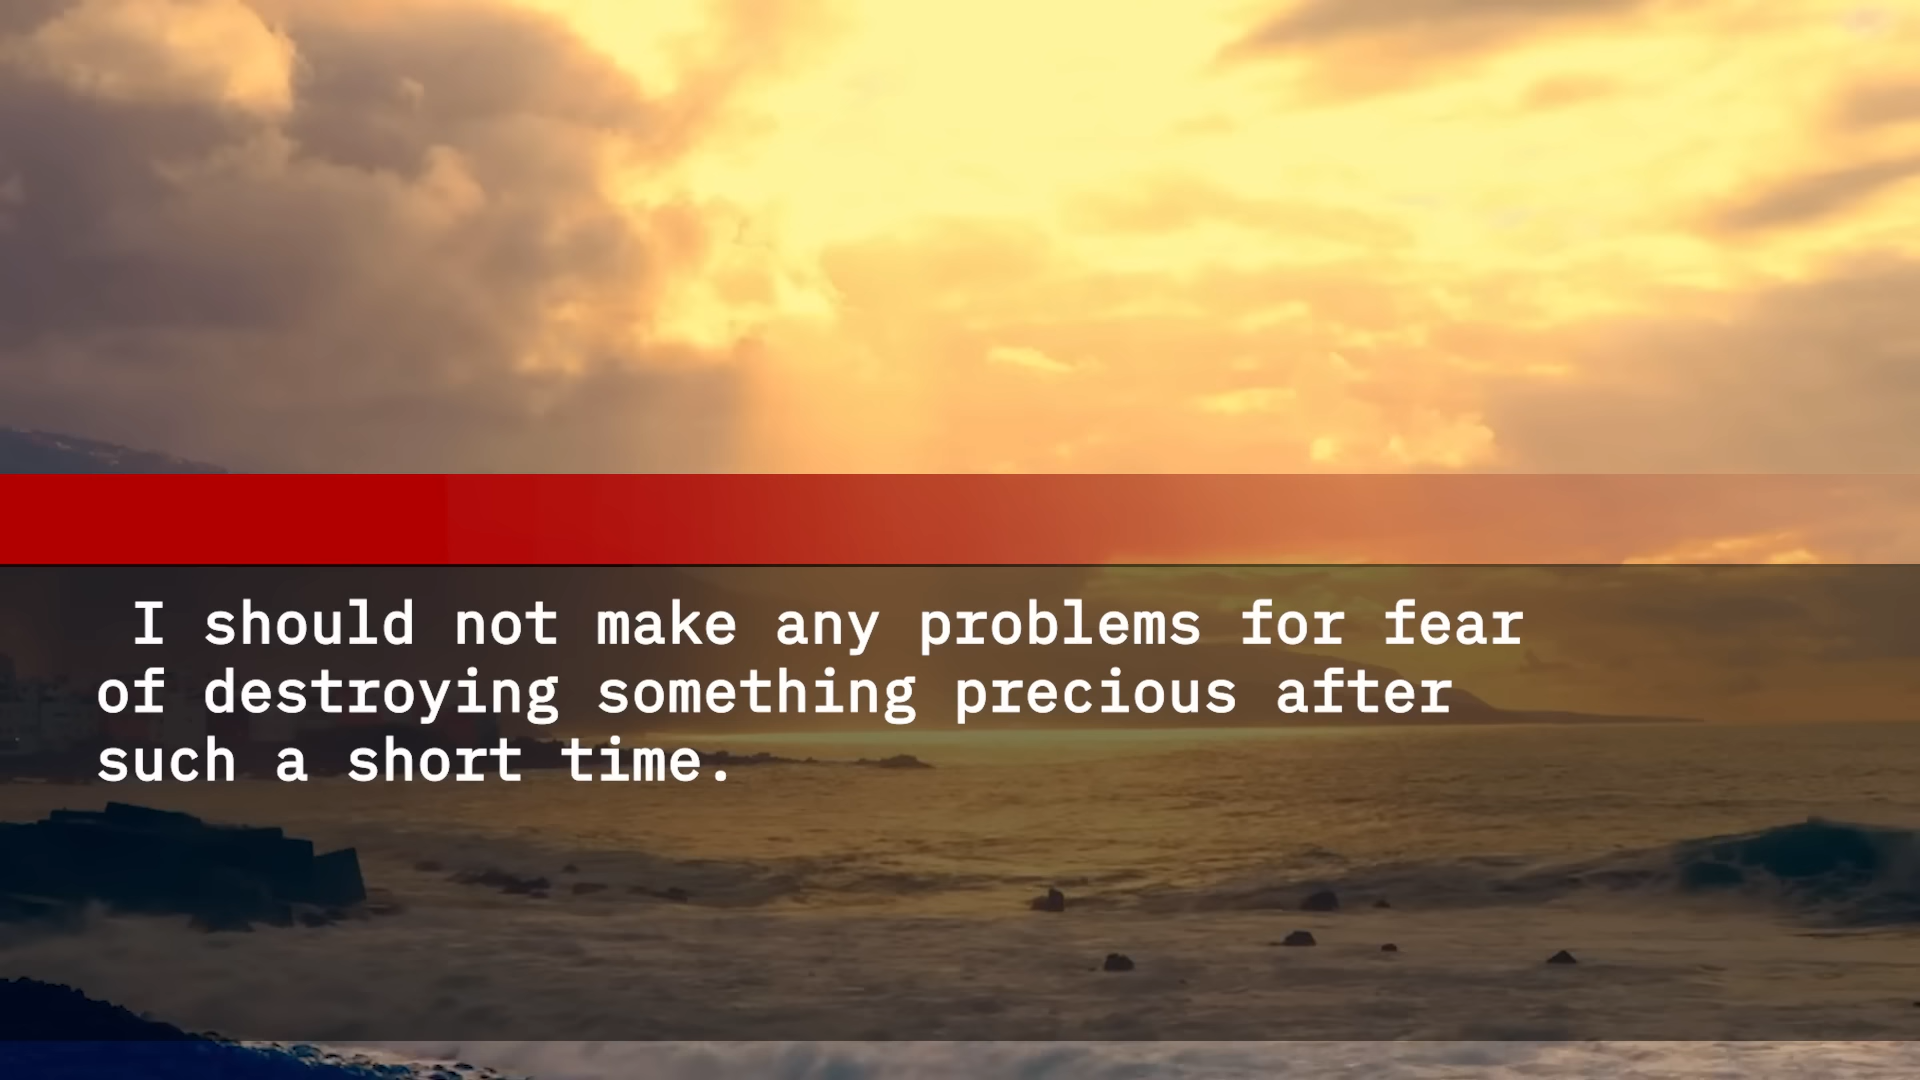 I should not make any problems for fear
of destroying something precious after
such a short time.